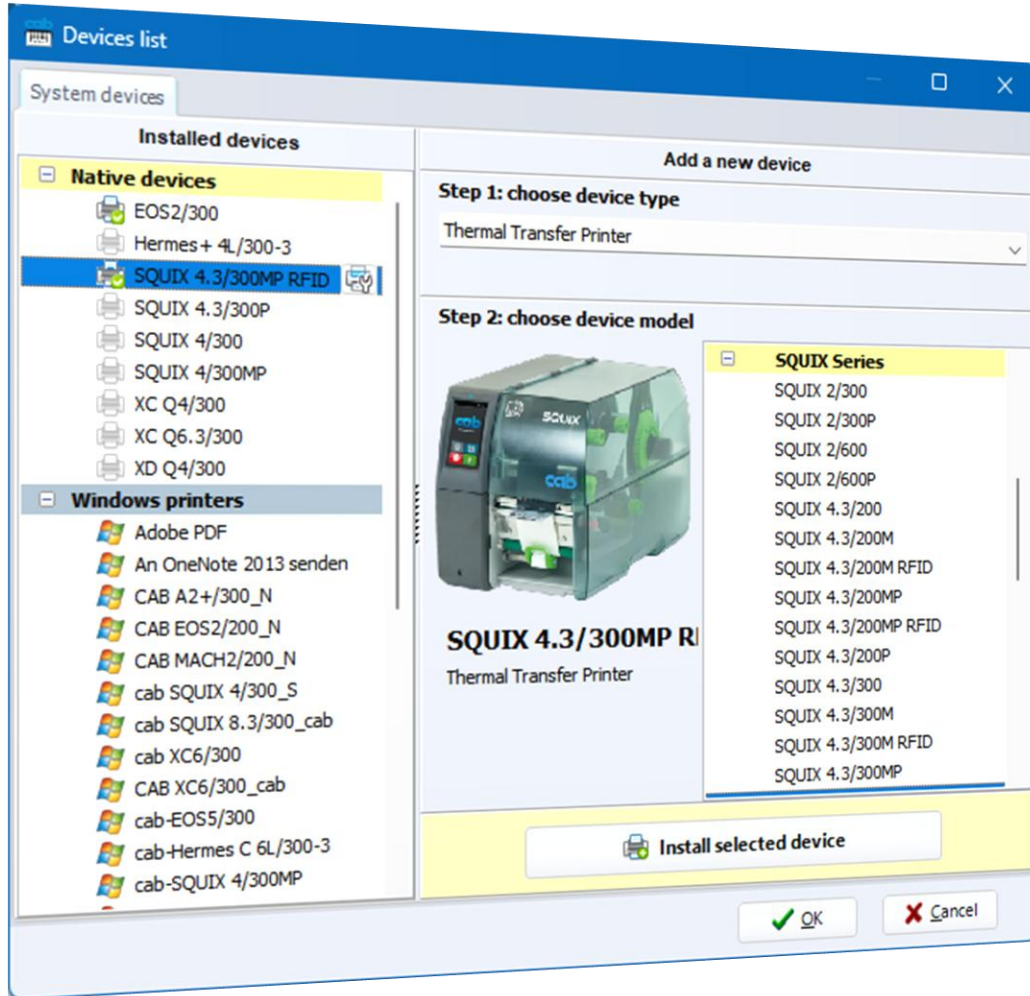 cab
Devices list
System devices
Installed devices
Native devices
EOS2/300
Hermes+ 4L/300-3
SQUIX 4.3/300MP RFID
SQUIX 4.3/300P
SQUIX 4/300
SQUIX 4/300MP
XC Q4/300
XC Q6.3/300
XD Q4/300
Windows printers
Adobe PDF
An OneNote 2013 senden
CAB A2+/300_N
CAB EOS2/200_N
CAB MACH2/200_N
cab SQUIX 4/300_S
cab SQUIX 8.3/300_cab
cab XC6/300
CAB XC6/300_cab
cab-EOS5/300
cab-Hermes C 6L/300-3
cab-SQUIX 4/300MP
Add a new device
Step 1: choose device type
Thermal Transfer Printer
Step 2: choose device model
SQUIX
cab
cab
SQUIX 4.3/300MP RI
Thermal Transfer Printer
SQUIX Series
SQUIX 2/300
SQUIX 2/300P
SQUIX 2/600
SQUIX 2/600P
SQUIX 4.3/200
SQUIX 4.3/200M
SQUIX 4.3/200M RFID
SQUIX 4.3/200MP
SQUIX 4.3/200MP RFID
SQUIX 4.3/200P
SQUIX 4.3/300
SQUIX 4.3/300M
SQUIX 4.3/300M RFID
SQUIX 4.3/300MP
Install selected device
OK
Cancel